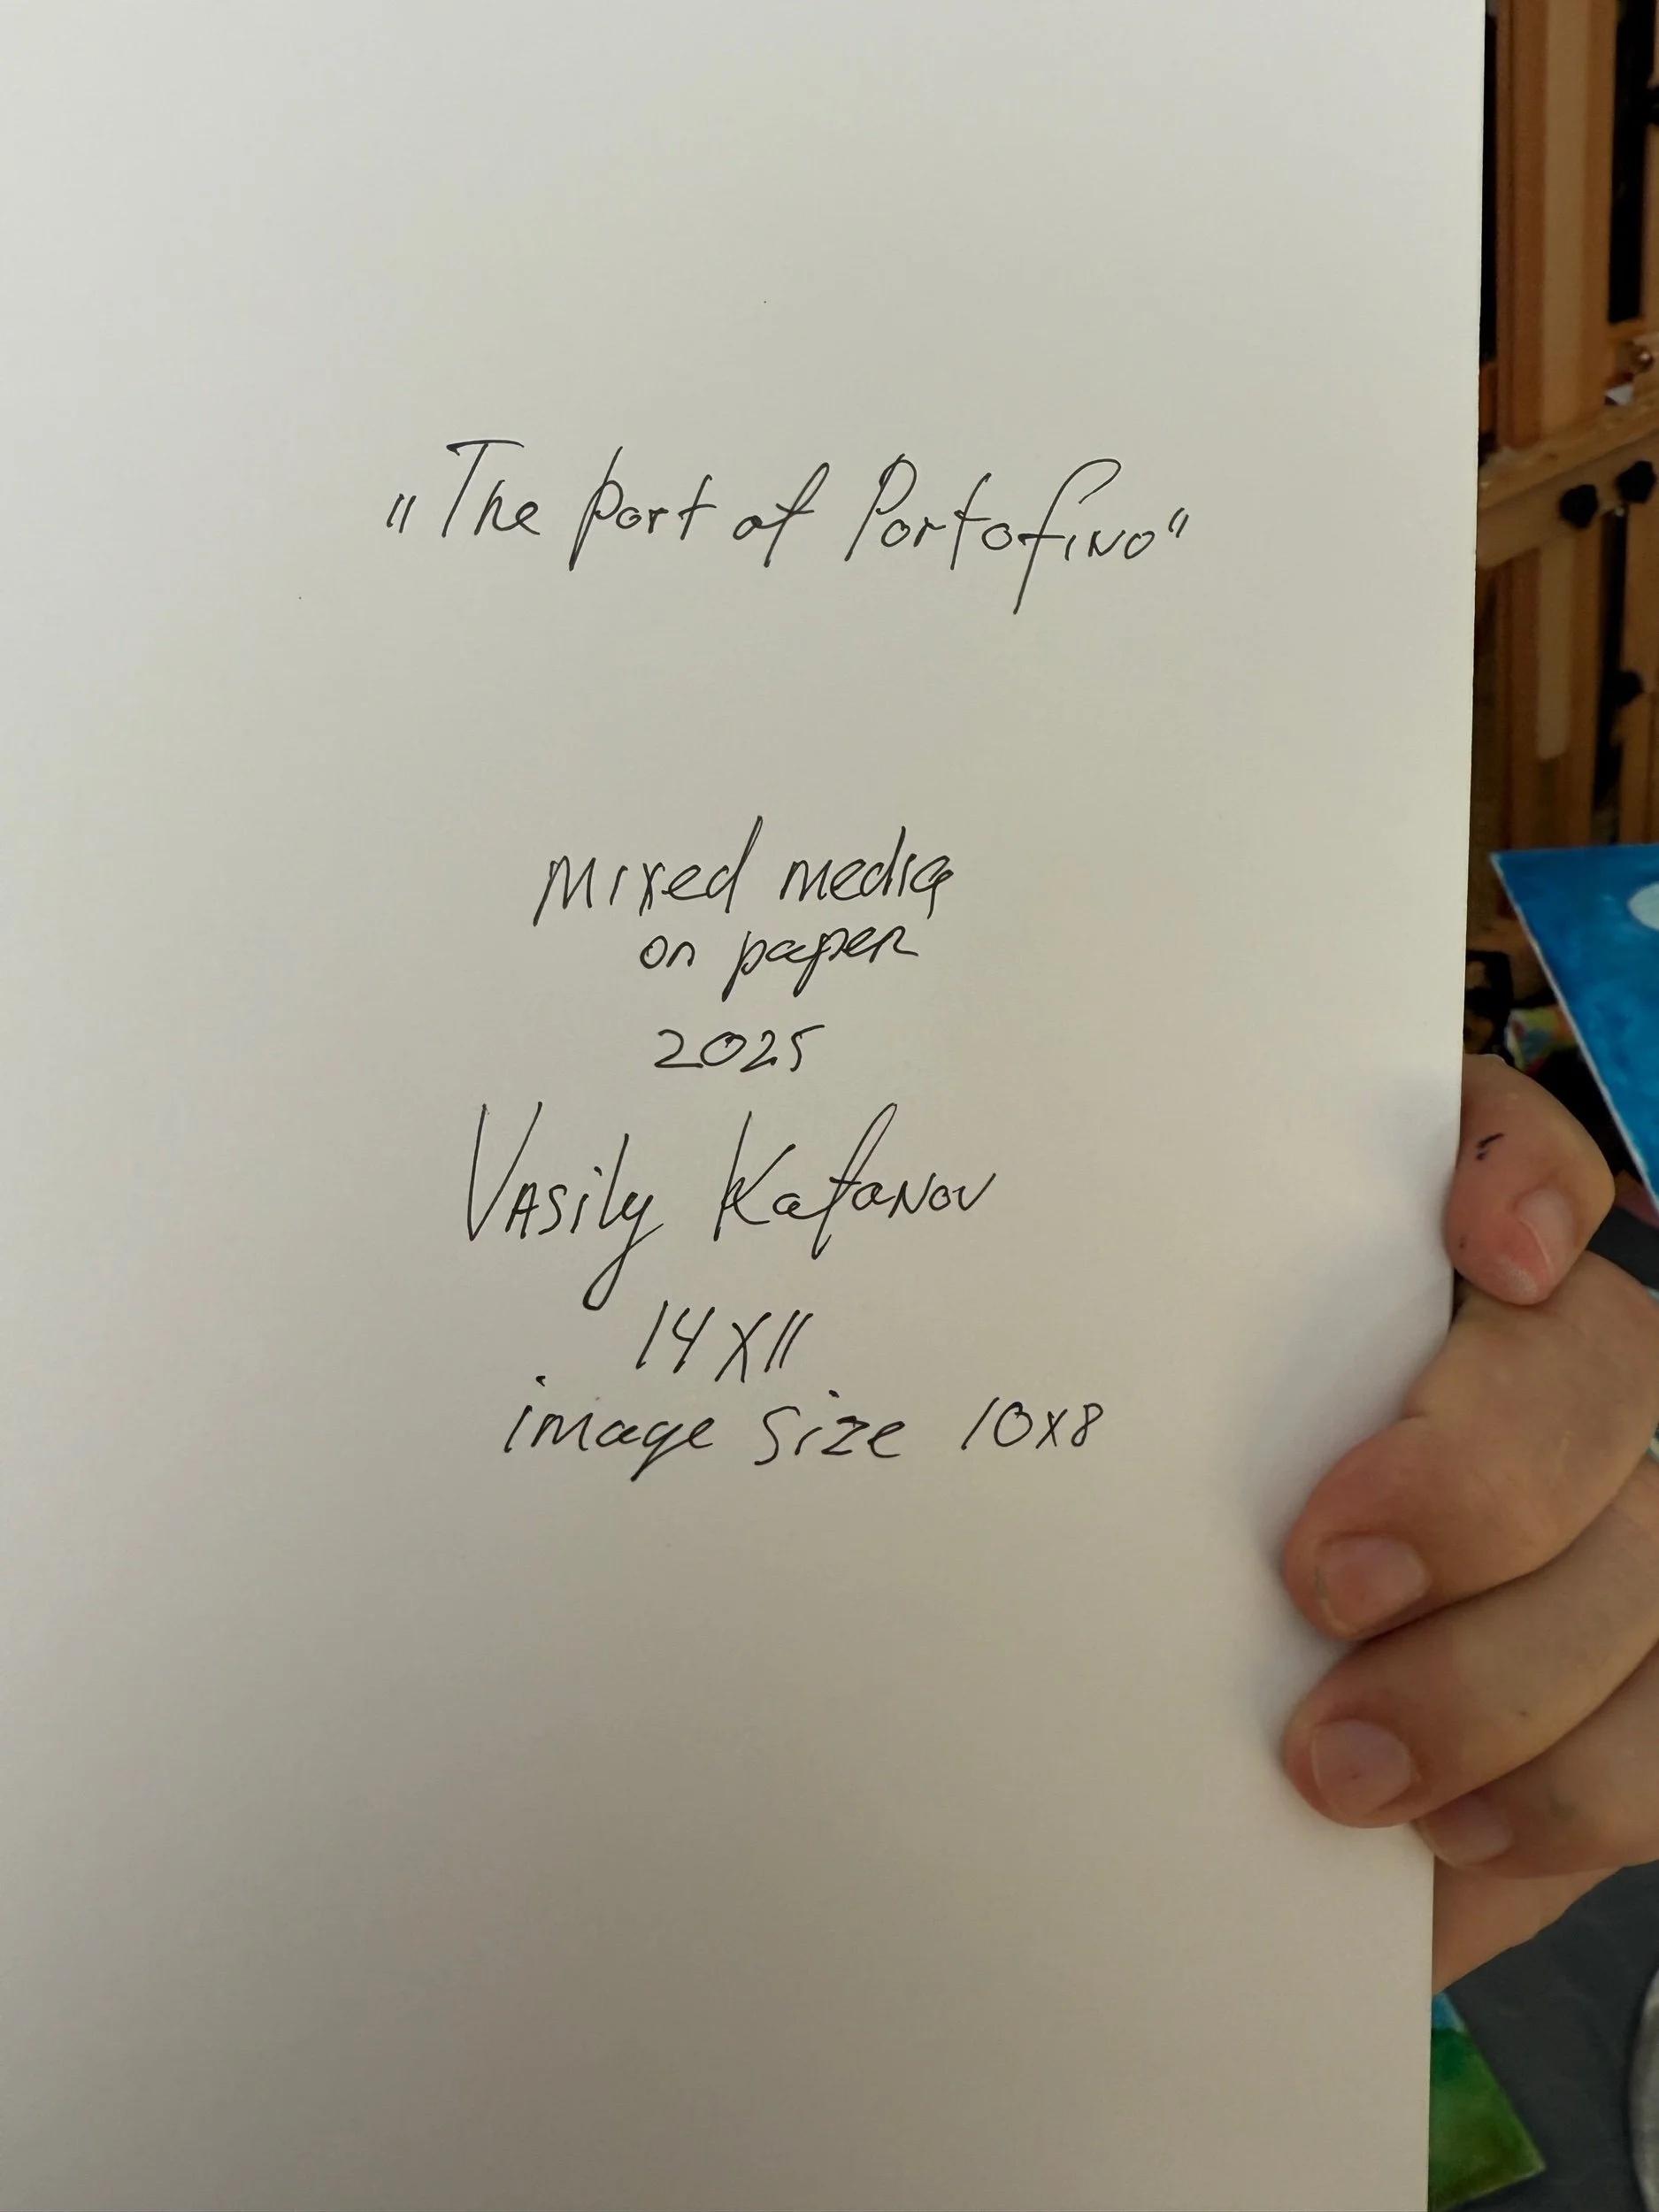 "The port of Portofino"
Mixed media
on paper
2025
Vasily Kafanov
14x11
image size 10x8